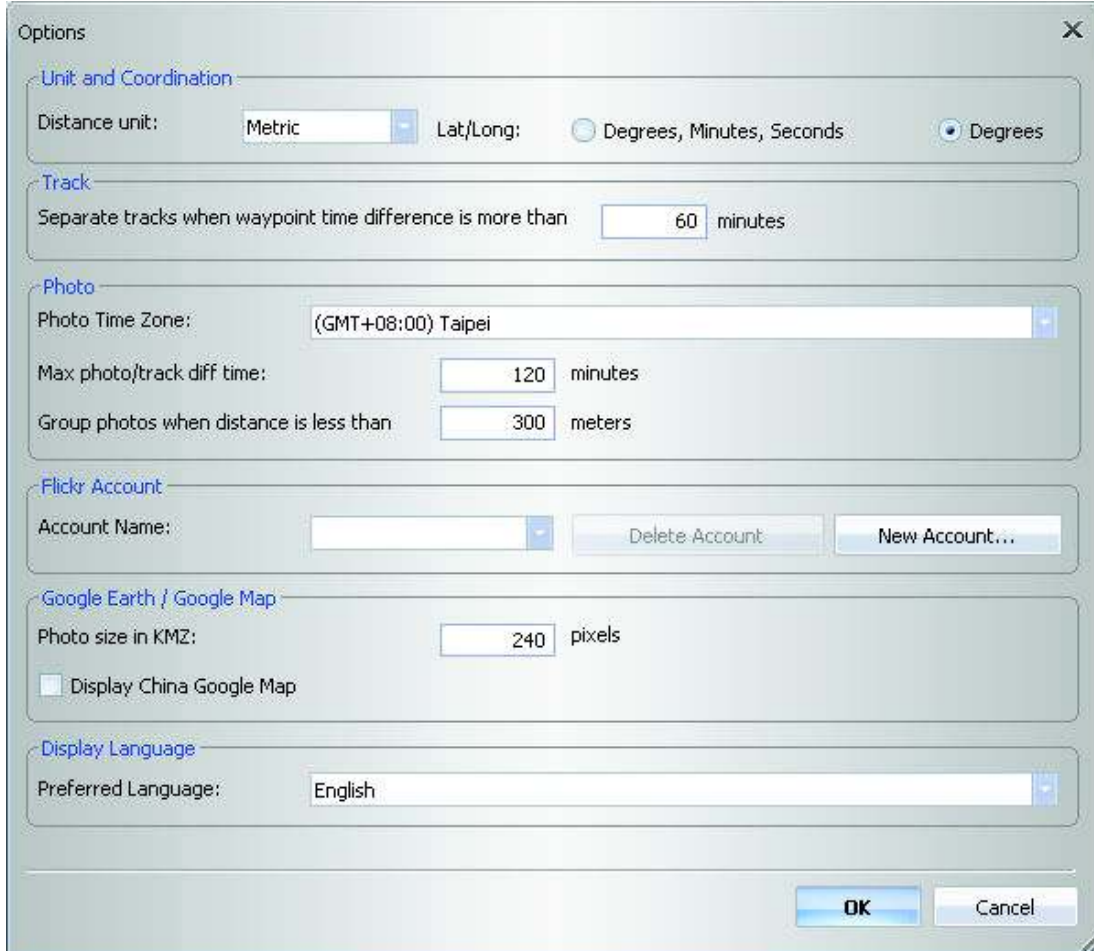 Options
Unit and Coordination
Distance unit: Metric Lat/Long: Degrees, Minutes, Seconds Degrees
Track
Separate tracks when waypoint time difference is more than 60 minutes
Photo
Photo Time Zone: (GMT+08:00) Taipei
Max photo/track diff time: 120 minutes
Group photos when distance is less than 300 meters
Flickr Account
Account Name: Delete Account New Account...
Google Earth / Google Map
Photo size in KMZ: 240 pixels
Display China Google Map
Display Language
Preferred Language: English
OK Cancel